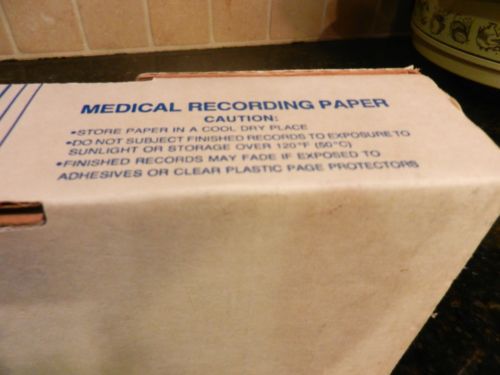 MEDICAL RECORDING PAPER
CAUTION:
•STORE PAPER IN A COOL DRY PLACE
•DO NOT SUBJECT FINISHED RECORDS TO EXPOSURE TO
SUNLIGHT OR STORAGE OVER 120°F (50°C)
•FINISHED RECORDS MAY FADE IF EXPOSED TO
ADHESIVES OR CLEAR PLASTIC PAGE PROTECTORS